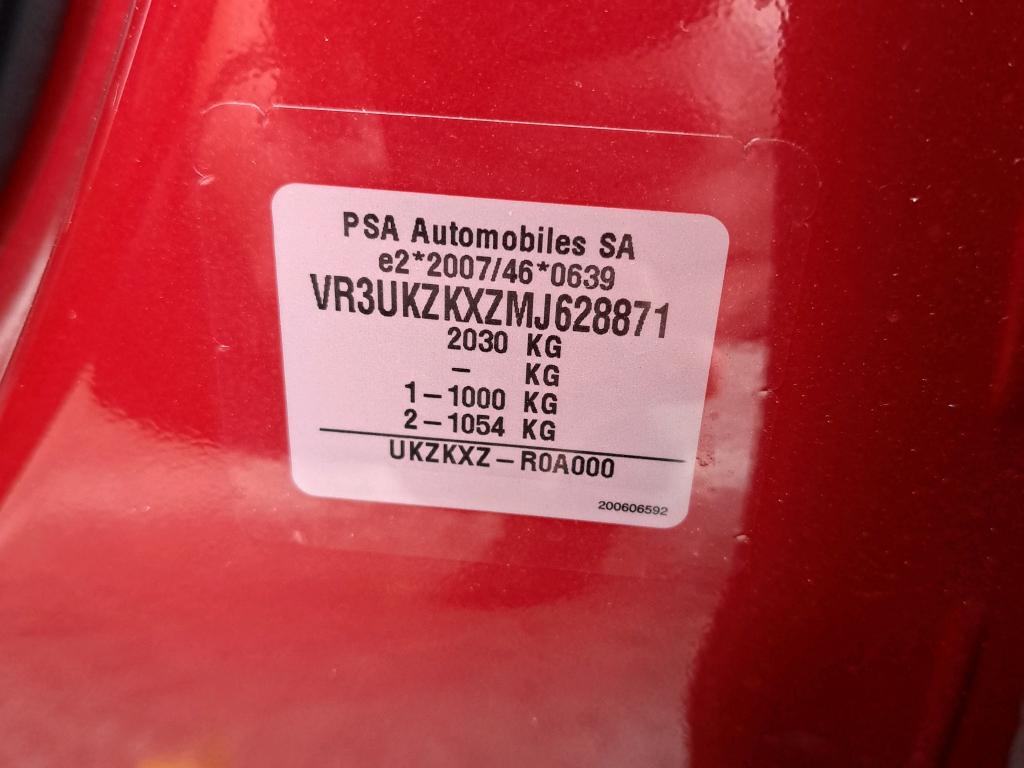 PSA Automobiles SA
e2*2007/46*0639
VR3UKZKXZMJ628871
2030 KG
– KG
1–1000 KG
2–1054 KG
UKZKXZ–R0A000
200606592